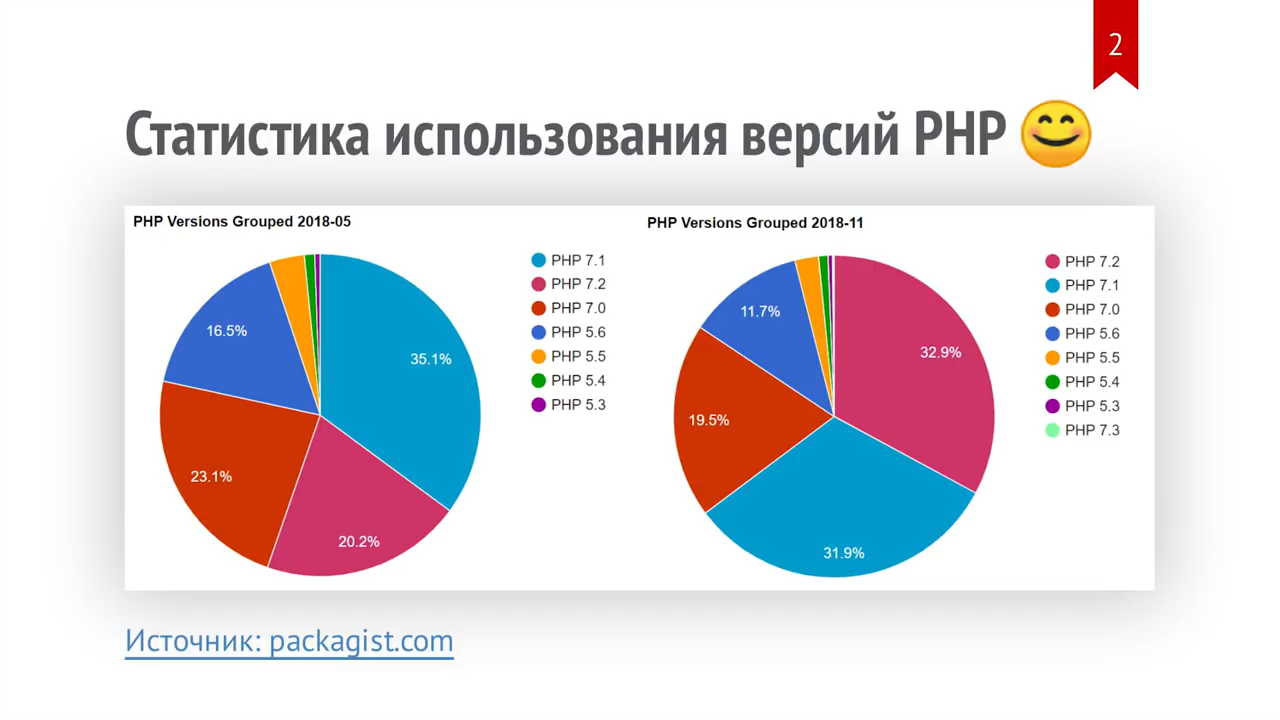 2
Статистика использования версий PHP 😊
PHP Versions Grouped 2018-05
35.1%
20.2%
23.1%
16.5%
PHP 7.1
PHP 7.2
PHP 7.0
PHP 5.6
PHP 5.5
PHP 5.4
PHP 5.3
PHP Versions Grouped 2018-11
32.9%
31.9%
19.5%
11.7%
PHP 7.2
PHP 7.1
PHP 7.0
PHP 5.6
PHP 5.5
PHP 5.4
PHP 5.3
PHP 7.3
Источник: packagist.com